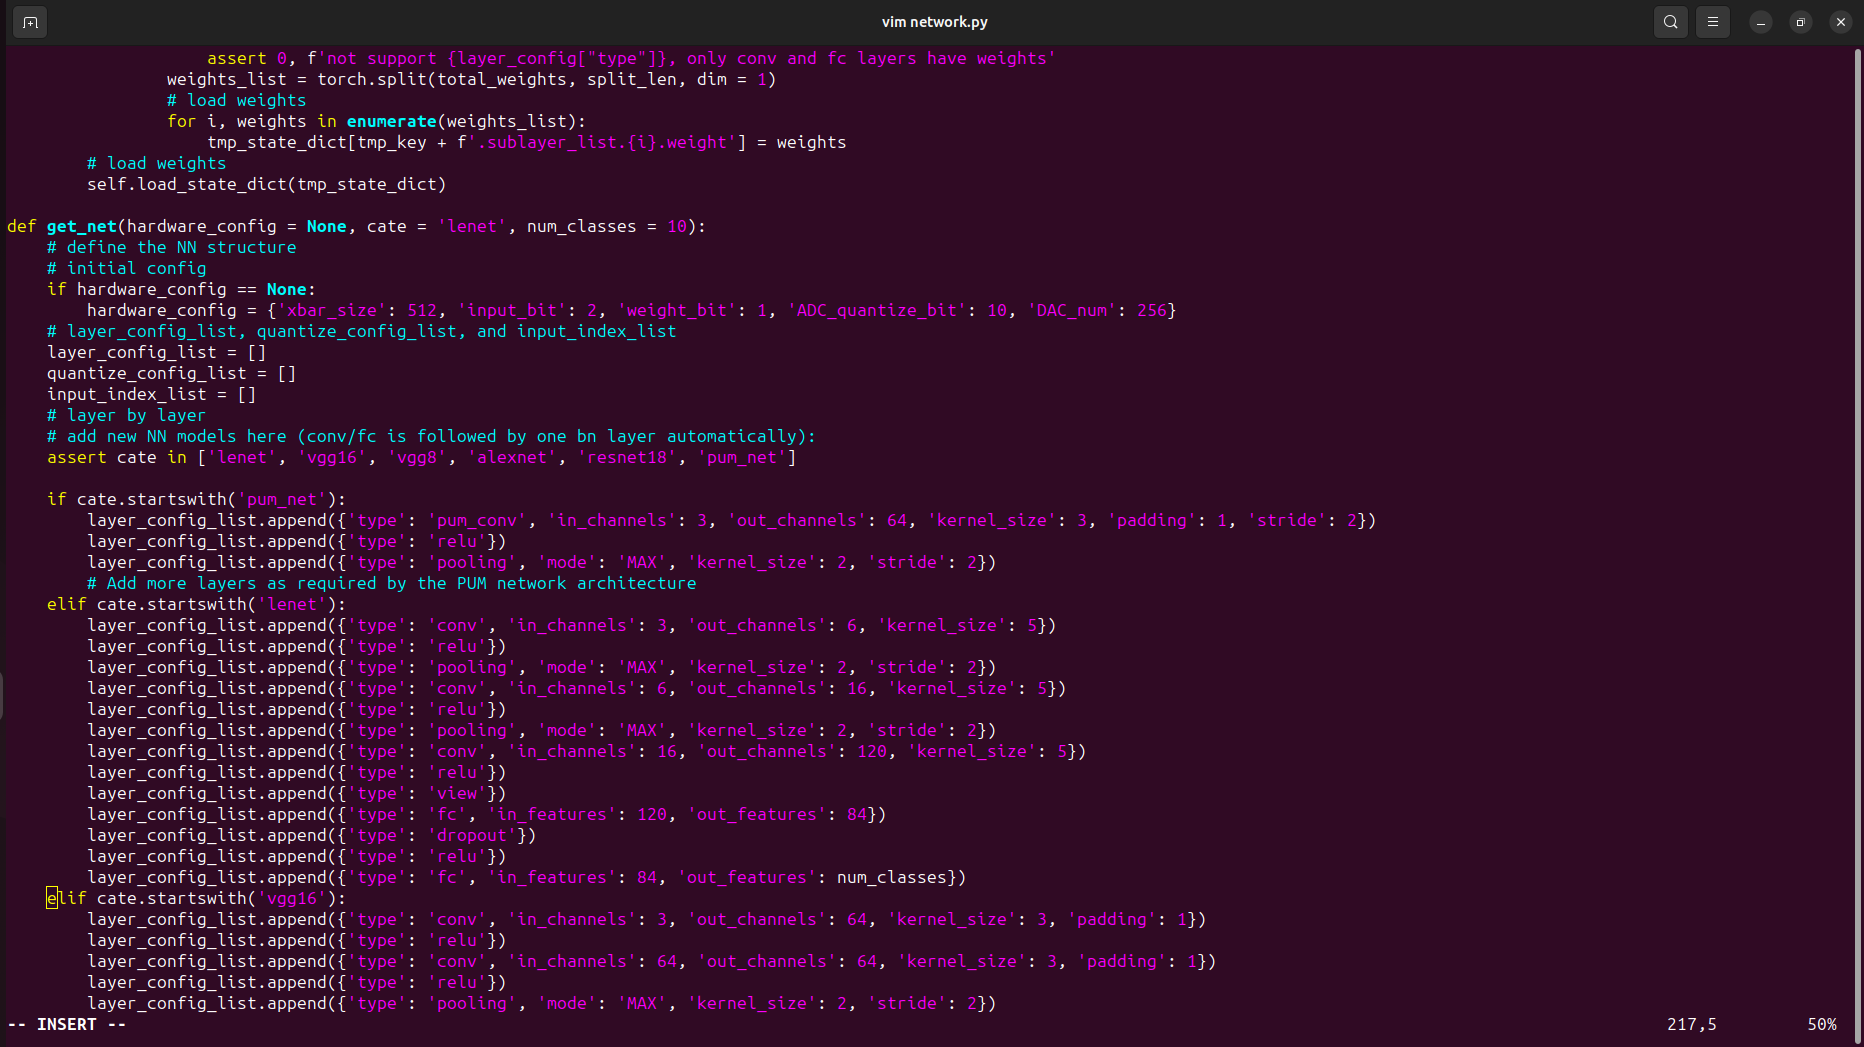 vim network.py
                    assert 0, f'not support {layer_config["type"]}, only conv and fc layers have weights'
                weights_list = torch.split(total_weights, split_len, dim = 1)
                # load weights
                for i, weights in enumerate(weights_list):
                    tmp_state_dict[tmp_key + f'.sublayer_list.{i}.weight'] = weights
        # load weights
        self.load_state_dict(tmp_state_dict)

def get_net(hardware_config = None, cate = 'lenet', num_classes = 10):
    # define the NN structure
    # initial config
    if hardware_config == None:
        hardware_config = {'xbar_size': 512, 'input_bit': 2, 'weight_bit': 1, 'ADC_quantize_bit': 10, 'DAC_num': 256}
    # layer_config_list, quantize_config_list, and input_index_list
    layer_config_list = []
    quantize_config_list = []
    input_index_list = []
    # layer by layer
    # add new NN models here (conv/fc is followed by one bn layer automatically):
    assert cate in ['lenet', 'vgg16', 'vgg8', 'alexnet', 'resnet18', 'pum_net']

    if cate.startswith('pum_net'):
        layer_config_list.append({'type': 'pum_conv', 'in_channels': 3, 'out_channels': 64, 'kernel_size': 3, 'padding': 1, 'stride': 2})
        layer_config_list.append({'type': 'relu'})
        layer_config_list.append({'type': 'pooling', 'mode': 'MAX', 'kernel_size': 2, 'stride': 2})
        # Add more layers as required by the PUM network architecture
    elif cate.startswith('lenet'):
        layer_config_list.append({'type': 'conv', 'in_channels': 3, 'out_channels': 6, 'kernel_size': 5})
        layer_config_list.append({'type': 'relu'})
        layer_config_list.append({'type': 'pooling', 'mode': 'MAX', 'kernel_size': 2, 'stride': 2})
        layer_config_list.append({'type': 'conv', 'in_channels': 6, 'out_channels': 16, 'kernel_size': 5})
        layer_config_list.append({'type': 'relu'})
        layer_config_list.append({'type': 'pooling', 'mode': 'MAX', 'kernel_size': 2, 'stride': 2})
        layer_config_list.append({'type': 'conv', 'in_channels': 16, 'out_channels': 120, 'kernel_size': 5})
        layer_config_list.append({'type': 'relu'})
        layer_config_list.append({'type': 'view'})
        layer_config_list.append({'type': 'fc', 'in_features': 120, 'out_features': 84})
        layer_config_list.append({'type': 'dropout'})
        layer_config_list.append({'type': 'relu'})
        layer_config_list.append({'type': 'fc', 'in_features': 84, 'out_features': num_classes})
    elif cate.startswith('vgg16'):
        layer_config_list.append({'type': 'conv', 'in_channels': 3, 'out_channels': 64, 'kernel_size': 3, 'padding': 1})
        layer_config_list.append({'type': 'relu'})
        layer_config_list.append({'type': 'conv', 'in_channels': 64, 'out_channels': 64, 'kernel_size': 3, 'padding': 1})
        layer_config_list.append({'type': 'relu'})
        layer_config_list.append({'type': 'pooling', 'mode': 'MAX', 'kernel_size': 2, 'stride': 2})
-- INSERT -- 217,5 50%